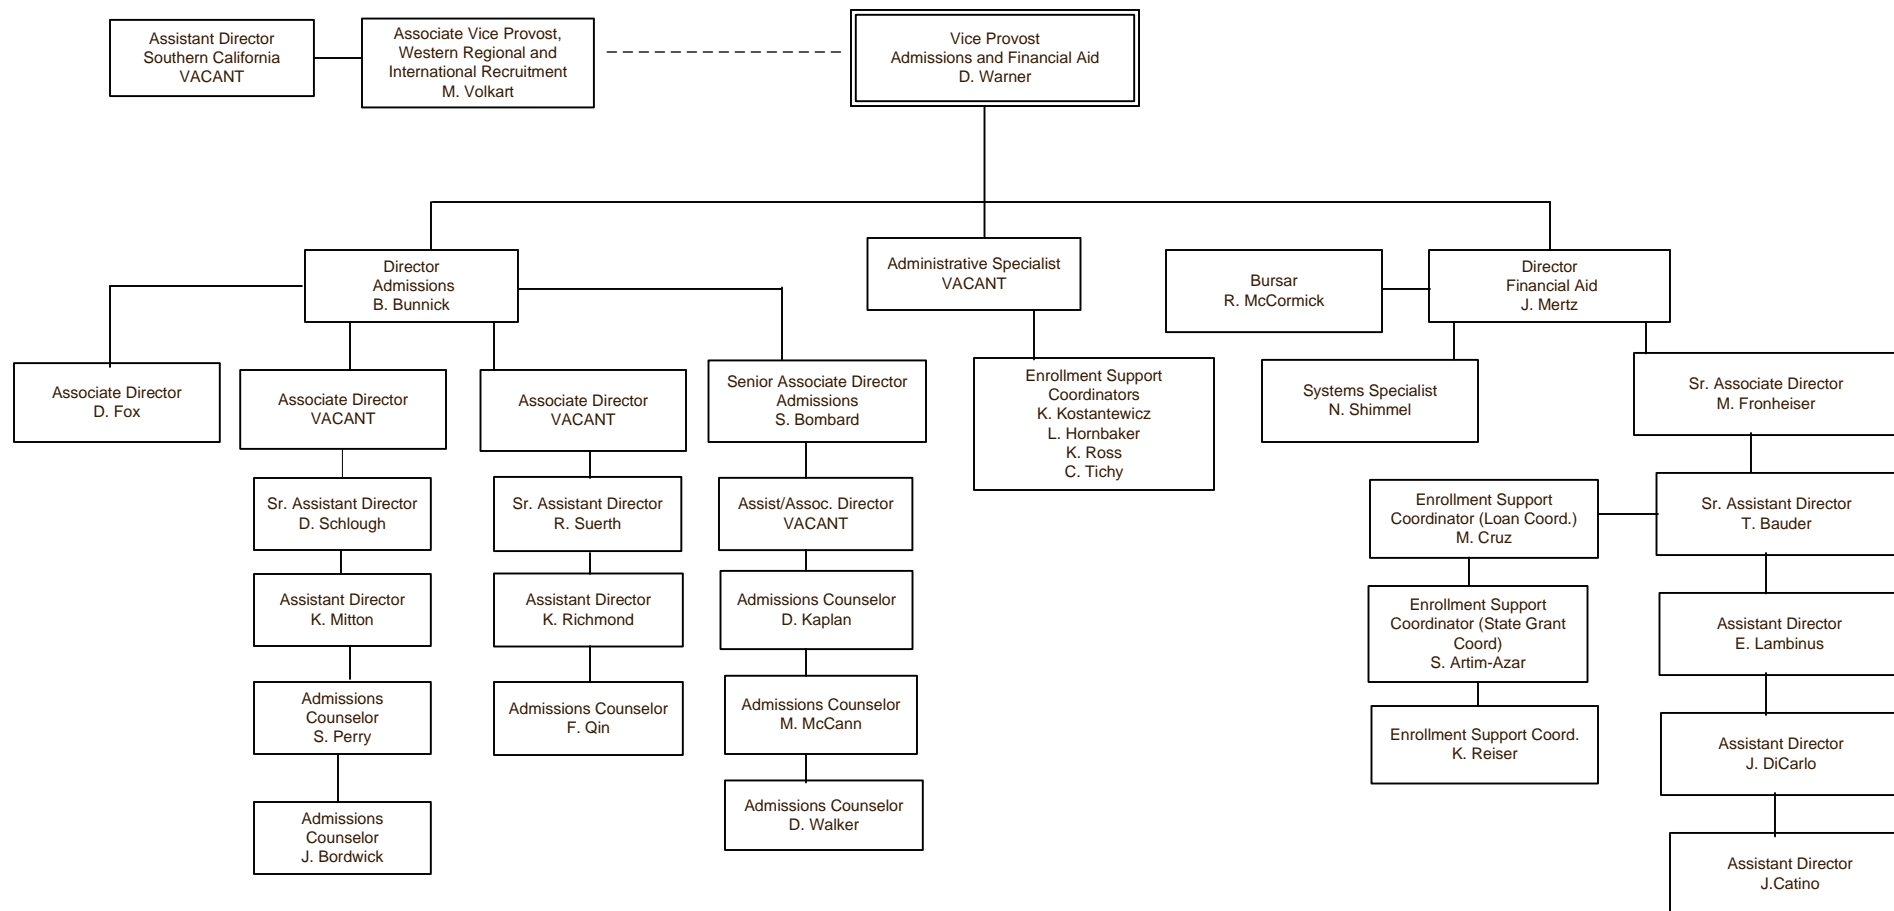 Assistant Director
Southern California
VACANT
Associate Vice Provost,
Western Regional and
International Recruitment
M. Volkart
Vice Provost
Admissions and Financial Aid
D. Warner
Director
Admissions
B. Bunnick
Administrative Specialist
VACANT
Bursar
R. McCormick
Director
Financial Aid
J. Mertz
Associate Director
D. Fox
Associate Director
VACANT
Associate Director
VACANT
Senior Associate Director
Admissions
S. Bombard
Enrollment Support
Coordinators
K. Kostantewicz
L. Hornbaker
K. Ross
C. Tichy
Systems Specialist
N. Shimmel
Sr. Associate Director
M. Fronheiser
Sr. Assistant Director
D. Schlough
Sr. Assistant Director
R. Suerth
Assist/Assoc. Director
VACANT
Enrollment Support
Coordinator (Loan Coord.)
M. Cruz
Sr. Assistant Director
T. Bauder
Assistant Director
K. Mitton
Assistant Director
K. Richmond
Admissions Counselor
D. Kaplan
Enrollment Support
Coordinator (State Grant
Coord)
S. Artim-Azar
Assistant Director
E. Lambinus
Admissions
Counselor
S. Perry
Admissions Counselor
F. Qin
Admissions Counselor
M. McCann
Enrollment Support Coord.
K. Reiser
Assistant Director
J. DiCarlo
Admissions
Counselor
J. Bordwick
Admissions Counselor
D. Walker
Assistant Director
J.Catino